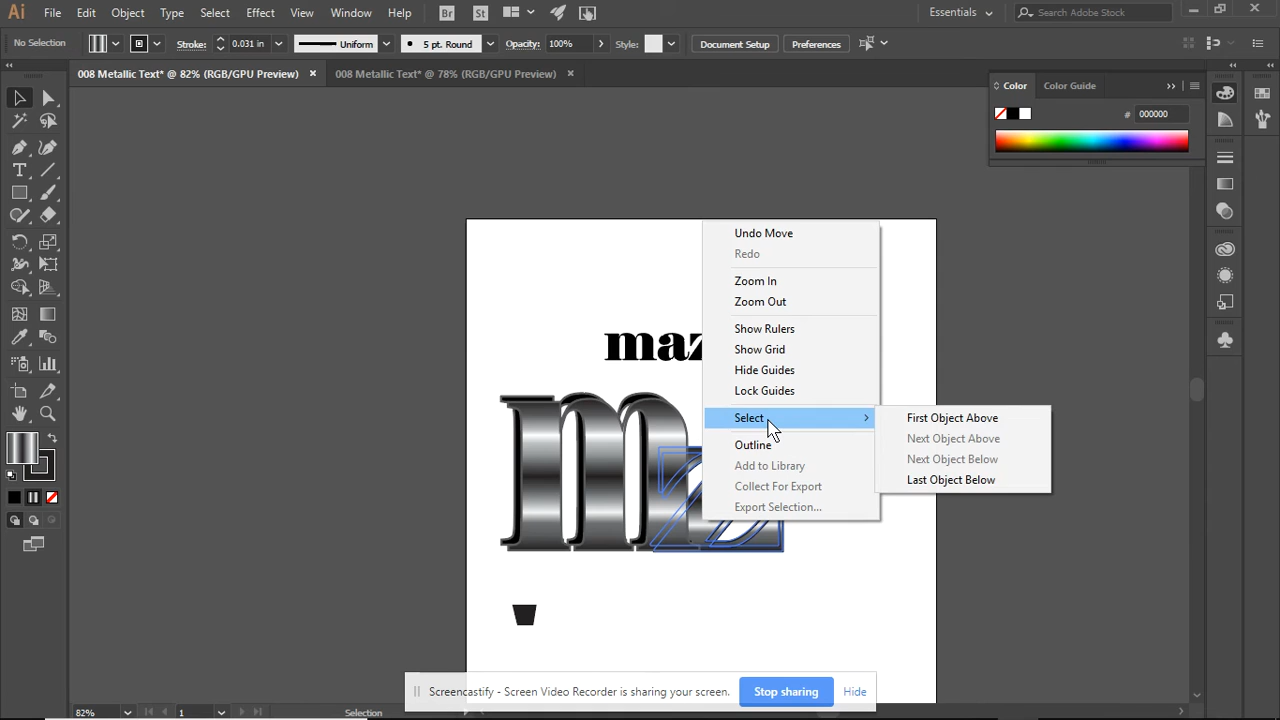 Ai File Edit Object Type Select Effect View Window Help Br St Essentials Search Adobe Stock
No Selection Stroke: 0.031 in Uniform 5 pt. Round Opacity: 100% Style: Document Setup Preferences
008 Metallic Text* @ 82% (RGB/GPU Preview) × 008 Metallic Text* @ 78% (RGB/GPU Preview) ×
Color Color Guide
# 000000
Undo Move
Redo
Zoom In
Zoom Out
Show Rulers
Show Grid
Hide Guides
Lock Guides
Select
Outline
Add to Library
Collect For Export
Export Selection...
First Object Above
Next Object Above
Next Object Below
Last Object Below
maz
mz
Screencastify - Screen Video Recorder is sharing your screen. Stop sharing Hide
82% 1 Selection